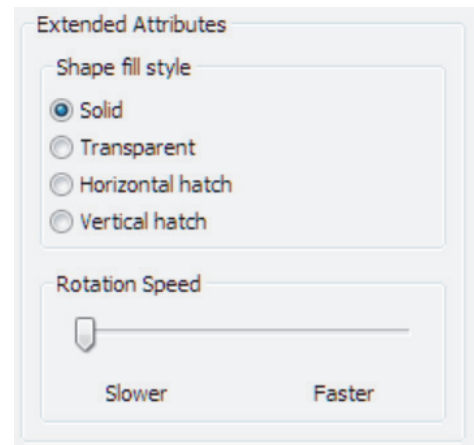 Extended Attributes
Shape fill style
Solid
Transparent
Horizontal hatch
Vertical hatch
Rotation Speed
Slower Faster